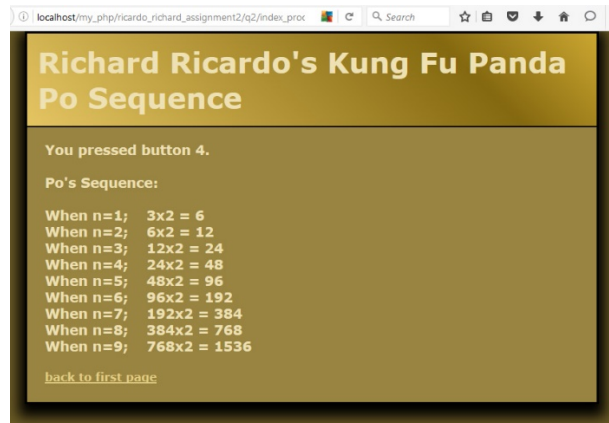 localhost/my_php/ricardo_richard_assignment2/q2/index_proc
Search
Richard Ricardo's Kung Fu Panda
Po Sequence
You pressed button 4.
Po's Sequence:
When n=1; 3x2 = 6
When n=2; 6x2 = 12
When n=3; 12x2 = 24
When n=4; 24x2 = 48
When n=5; 48x2 = 96
When n=6; 96x2 = 192
When n=7; 192x2 = 384
When n=8; 384x2 = 768
When n=9; 768x2 = 1536
back to first page